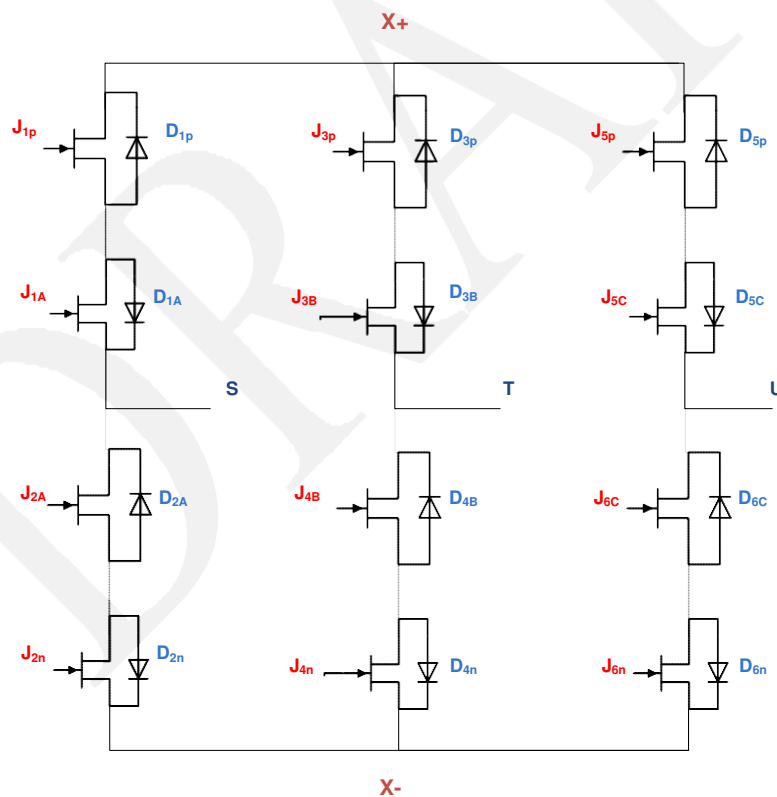 X+
J1p D1p J3p D3p J5p D5p
J1A D1A J3B D3B J5C D5C
S T U
J2A D2A J4B D4B J6C D6C
J2n D2n J4n D4n J6n D6n
X-
DRA